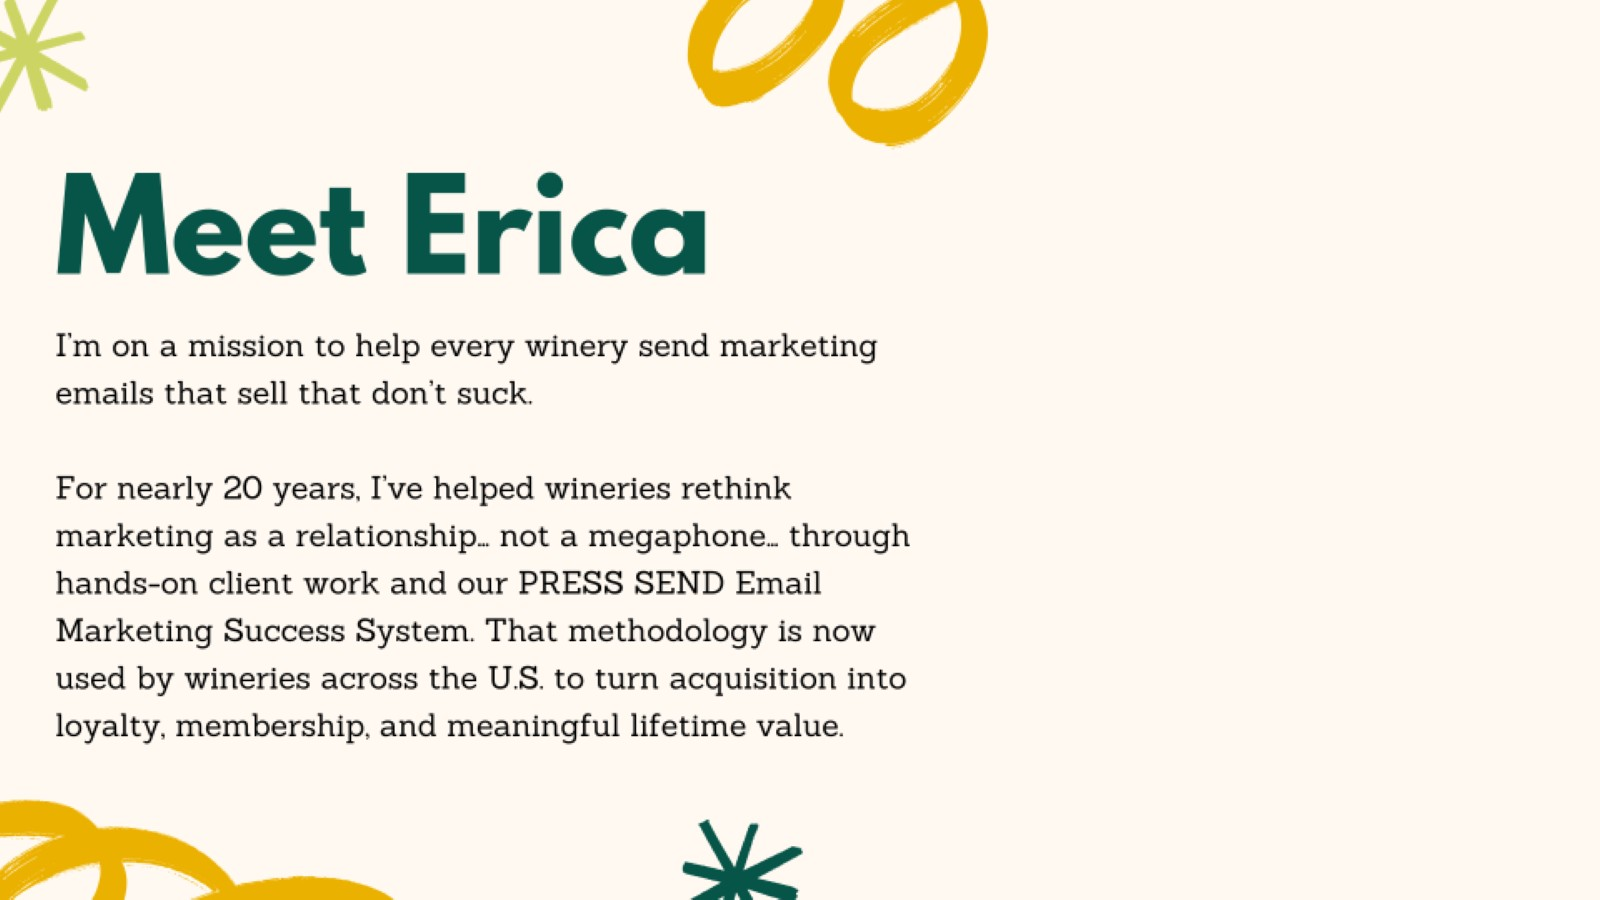 Meet Erica
I’m on a mission to help every winery send marketing
emails that sell that don’t suck.
For nearly 20 years, I’ve helped wineries rethink
marketing as a relationship… not a megaphone… through
hands-on client work and our PRESS SEND Email
Marketing Success System. That methodology is now
used by wineries across the U.S. to turn acquisition into
loyalty, membership, and meaningful lifetime value.